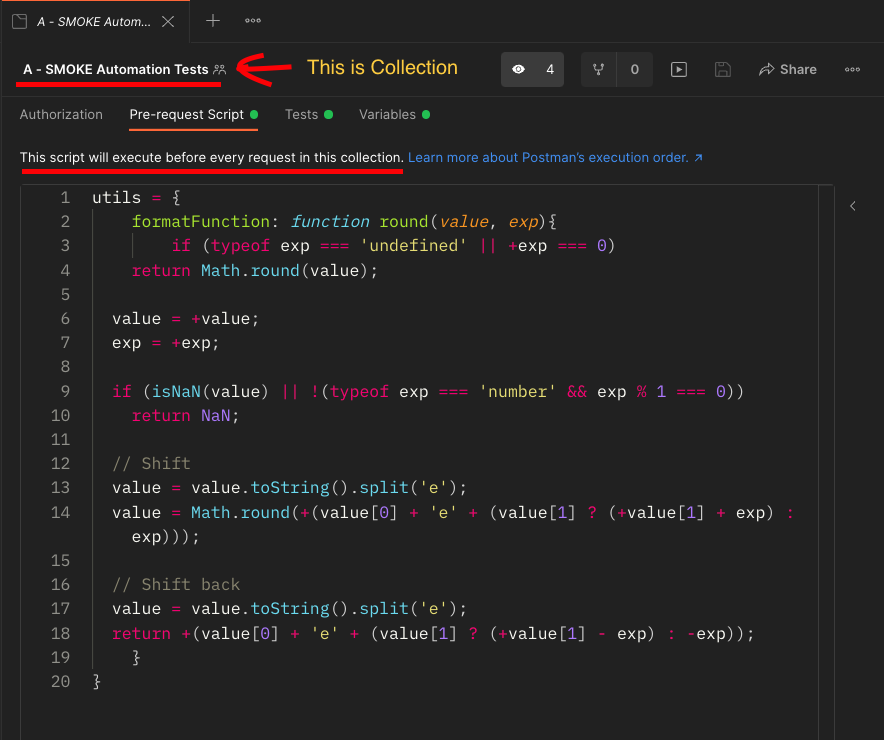 A - SMOKE Autom...
A - SMOKE Automation Tests
This is Collection
4
0
Share
Authorization
Pre-request Script
Tests
Variables
This script will execute before every request in this collection. Learn more about Postman's execution order. ↗
1 utils = {
2     formatFunction: function round(value, exp){
3         if (typeof exp === 'undefined' || +exp === 0)
4     return Math.round(value);
5
6   value = +value;
7   exp = +exp;
8
9   if (isNaN(value) || !(typeof exp === 'number' && exp % 1 === 0))
10     return NaN;
11
12   // Shift
13   value = value.toString().split('e');
14   value = Math.round(+(value[0] + 'e' + (value[1] ? (+value[1] + exp) :
exp)));
15
16   // Shift back
17   value = value.toString().split('e');
18   return +(value[0] + 'e' + (value[1] ? (+value[1] - exp) : -exp));
19     }
20 }